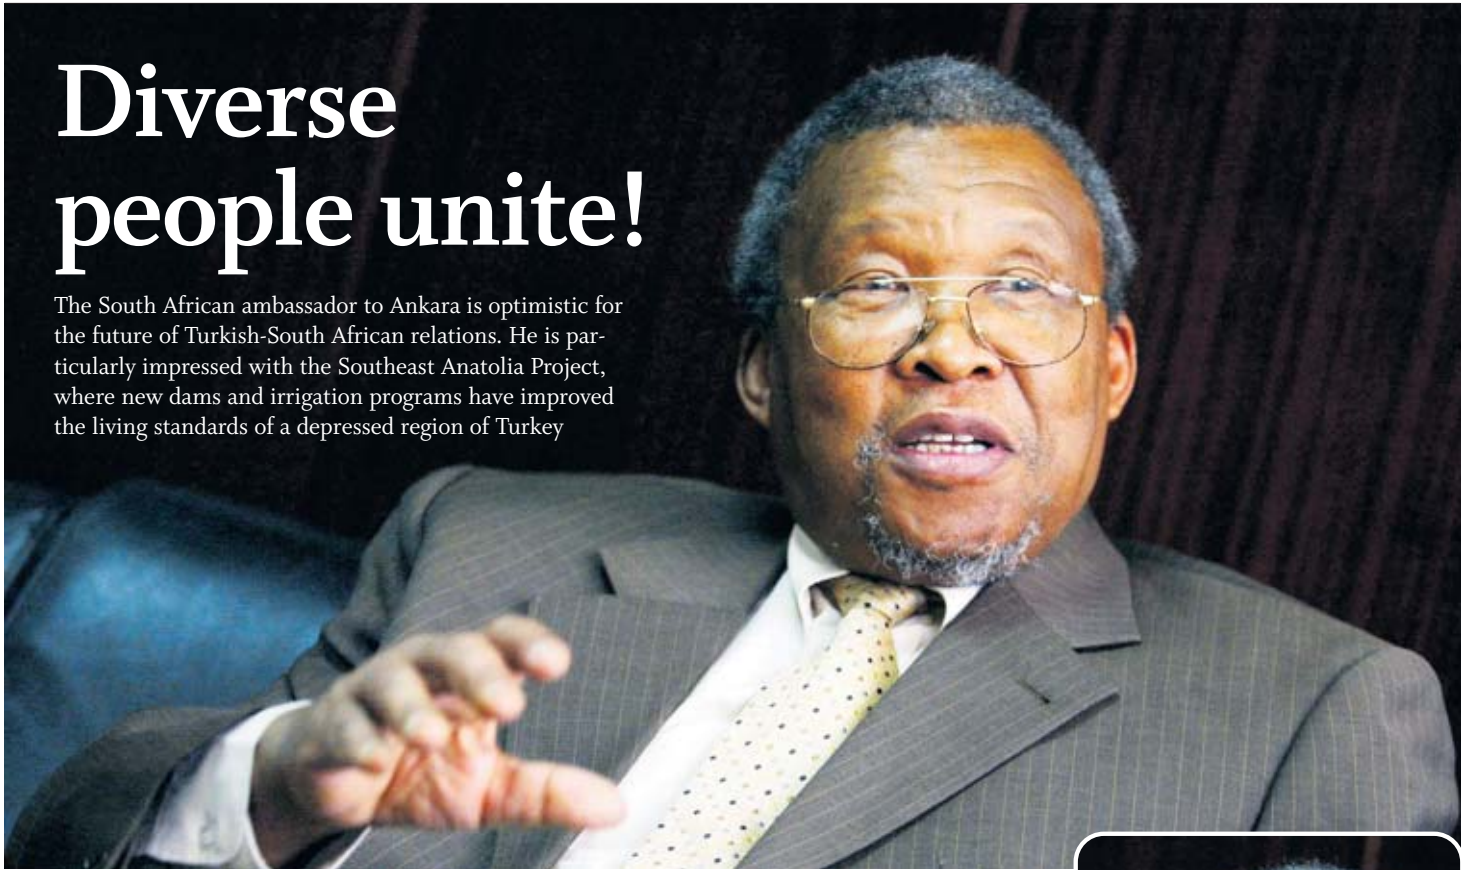 Diverse
people unite!
The South African ambassador to Ankara is optimistic for
the future of Turkish-South African relations. He is par-
ticularly impressed with the Southeast Anatolia Project,
where new dams and irrigation programs have improved
the living standards of a depressed region of Turkey